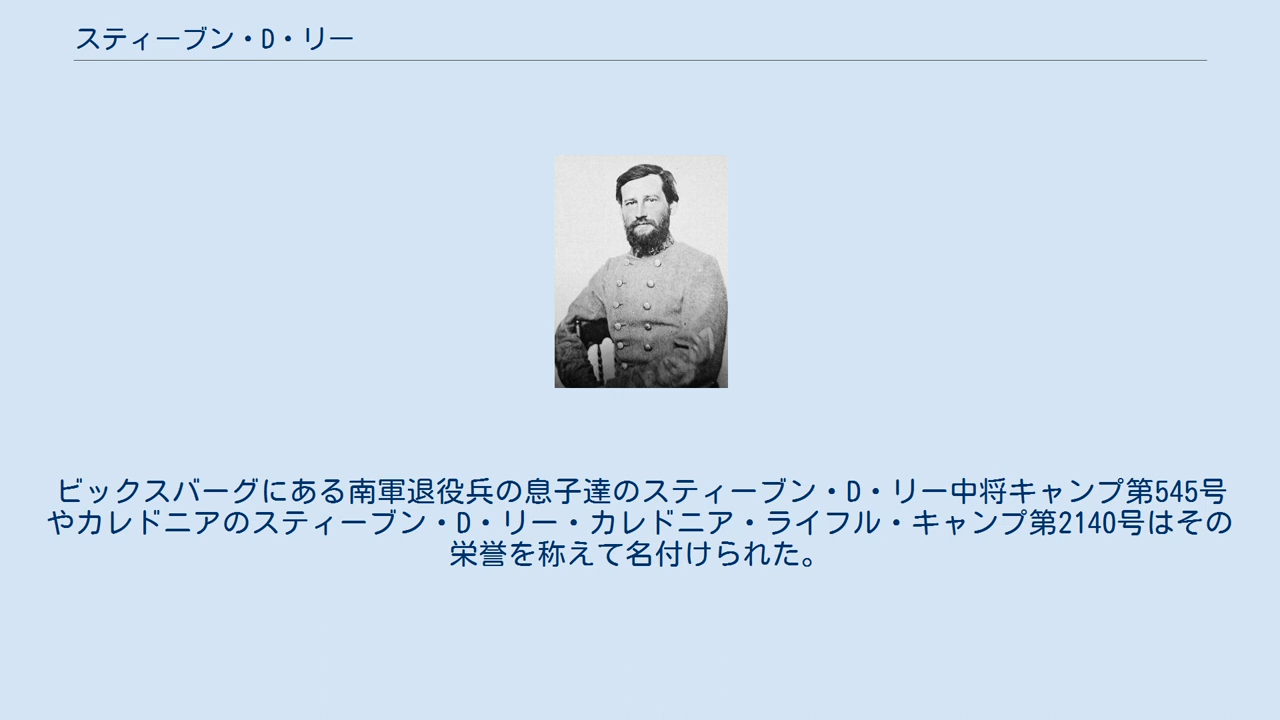 スティーブン・D・リー
ビックスバーグにある南軍退役兵の息子達のスティーブン・D・リー中将キャンプ第545号
やカレドニアのスティーブン・D・リー・カレドニア・ライフル・キャンプ第2140号はその
栄誉を称えて名付けられた。